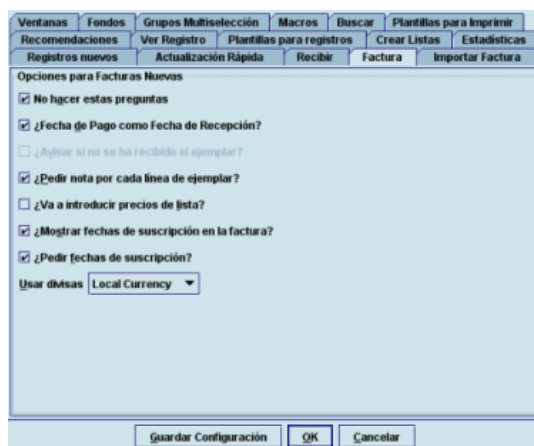 Ventanas Fondos Grupos Multiselección Macros Buscar Plantillas para Imprimir
Recomendaciones Ver Registro Plantillas para registros Crear Listas Estadísticas
Registros nuevos Actualización Rápida Recibir Factura Importar Factura
Opciones para Facturas Nuevas
No hacer estas preguntas
¿Fecha de Pago como Fecha de Recepción?
¿Avisar si no se ha recibido el ejemplar?
¿Pedir nota por cada línea de ejemplar?
¿Va a introducir precios de lista?
¿Mostrar fechas de suscripción en la factura?
¿Pedir fechas de suscripción?
Usar divisas Local Currency
Guardar Configuración OK Cancelar